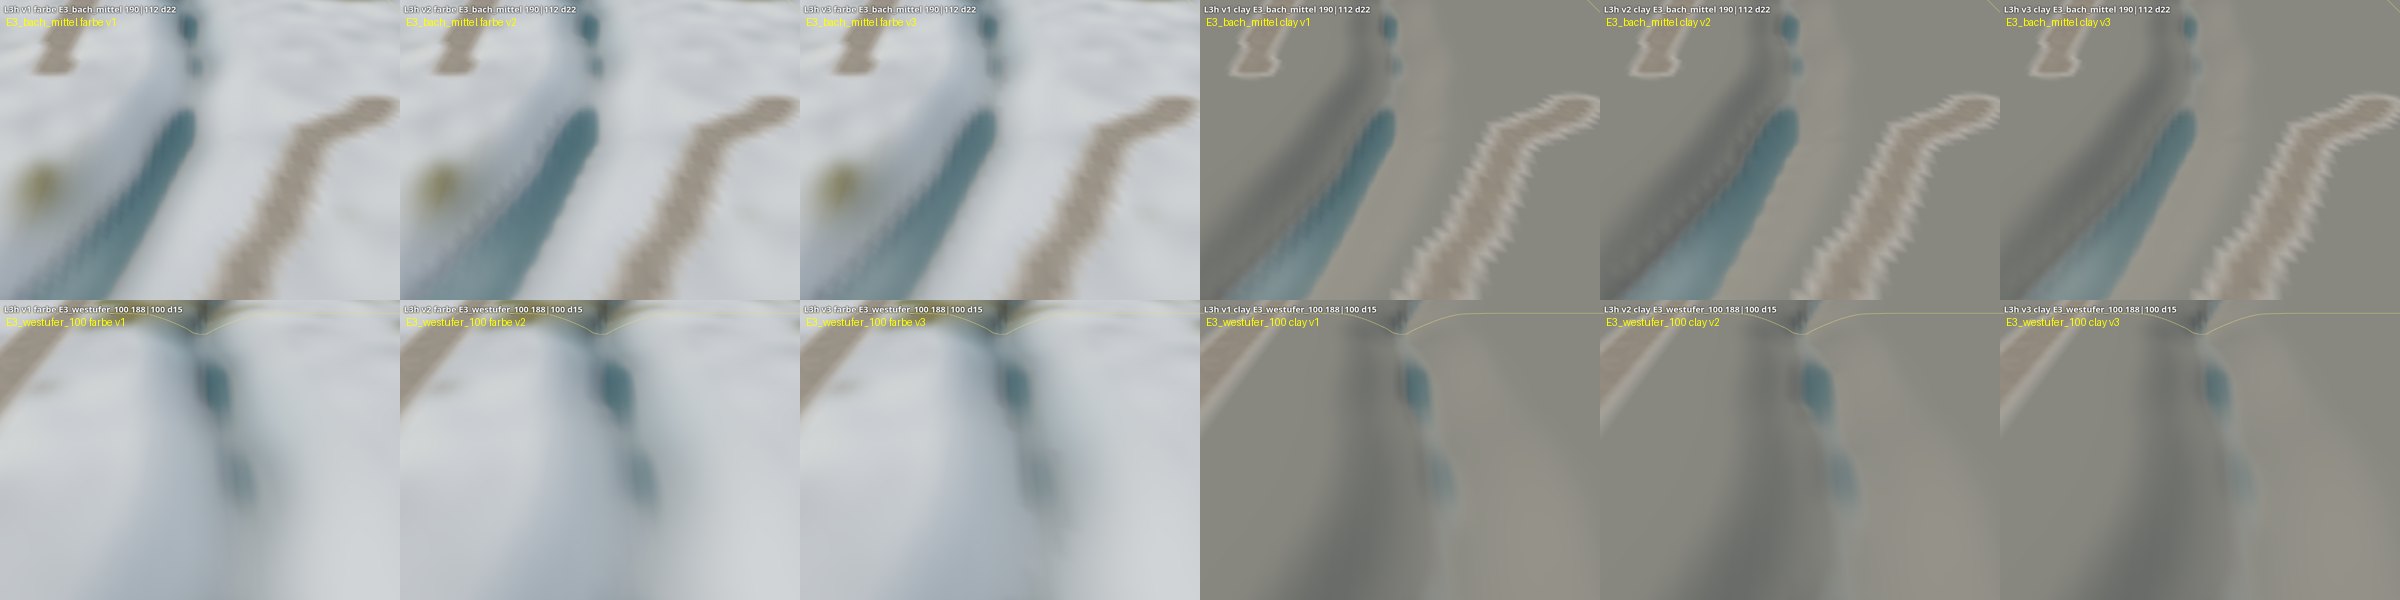 L3h v1 farbe E3_bach_mittel 190|112 d22
E3_bach_mittel farbe v1
L3h v2 farbe E3_bach_mittel 190|112 d22
E3_bach_mittel farbe v2
L3h v3 farbe E3_bach_mittel 190|112 d22
E3_bach_mittel farbe v3
L3h v1 clay E3_bach_mittel 190|112 d22
E3_bach_mittel clay v1
L3h v2 clay E3_bach_mittel 190|112 d22
E3_bach_mittel clay v2
L3h v3 clay E3_bach_mittel 190|112 d22
E3_bach_mittel clay v3
L3h v1 farbe E3_westufer_100 188|100 d15
E3_westufer_100 farbe v1
L3h v2 farbe E3_westufer_100 188|100 d15
E3_westufer_100 farbe v2
L3h v3 farbe E3_westufer_100 188|100 d15
E3_westufer_100 farbe v3
L3h v1 clay E3_westufer_100 188|100 d15
E3_westufer_100 clay v1
L3h v2 clay E3_westufer_100 188|100 d15
E3_westufer_100 clay v2
L3h v3 clay E3_westufer_100 188|100 d15
E3_westufer_100 clay v3